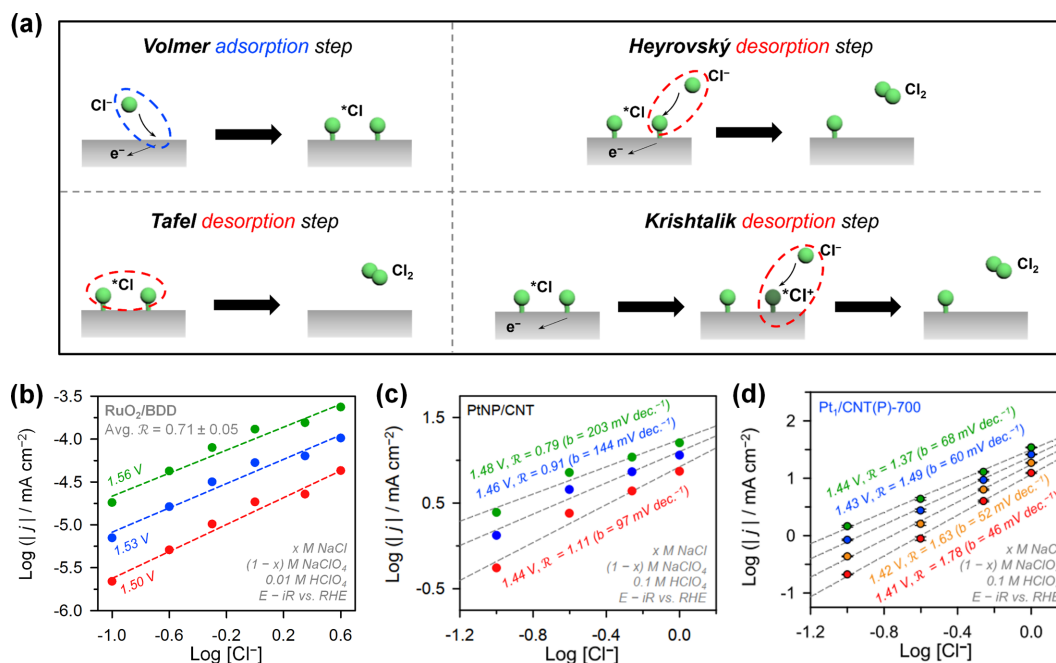 (a)
Volmer adsorption step
Cl⁻
*Cl
e⁻
Heyrovský desorption step
Cl⁻
*Cl
Cl₂
e⁻
Tafel desorption step
*Cl
Cl₂
Krishtalik desorption step
Cl⁻
*Cl
*Cl⁺
Cl₂
e⁻
(b)
RuO₂/BDD
Avg. ℛ = 0.71 ± 0.05
1.56 V
1.53 V
1.50 V
x M NaCl
(1 − x) M NaClO₄
0.01 M HClO₄
E − iR vs. RHE
Log (|j| / mA cm⁻²)
-3.5
-4.0
-4.5
-5.0
-5.5
-6.0
-1.0
-0.6
-0.2
0.2
0.6
Log [Cl⁻]
(c)
PtNP/CNT
1.48 V, ℛ = 0.79 (b = 203 mV dec.⁻¹)
1.46 V, ℛ = 0.91 (b = 144 mV dec.⁻¹)
1.44 V, ℛ = 1.11 (b = 97 mV dec.⁻¹)
x M NaCl
(1 − x) M NaClO₄
0.1 M HClO₄
E − iR vs. RHE
Log (|j| / mA cm⁻²)
1.5
0.5
-0.5
-1.2
-0.8
-0.4
0.0
Log [Cl⁻]
(d)
Pt₁/CNT(P)-700
1.44 V, ℛ = 1.37 (b = 68 mV dec.⁻¹)
1.43 V, ℛ = 1.49 (b = 60 mV dec.⁻¹)
1.42 V, ℛ = 1.63 (b = 52 mV dec.⁻¹)
1.41 V, ℛ = 1.78 (b = 46 mV dec.⁻¹)
x M NaCl
(1 − x) M NaClO₄
0.1 M HClO₄
E − iR vs. RHE
Log (|j| / mA cm⁻²)
2
1
0
-1
-1.2
-0.8
-0.4
0.0
Log [Cl⁻]